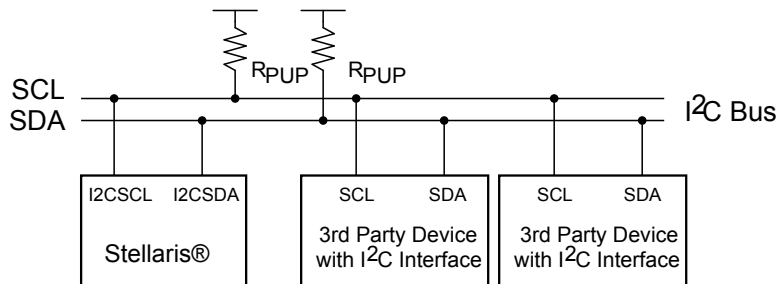 RPUP RPUP
SCL
SDA
I2C Bus
I2CSCL I2CSDA SCL SDA SCL SDA
Stellaris®
3rd Party Device
with I2C Interface
3rd Party Device
with I2C Interface